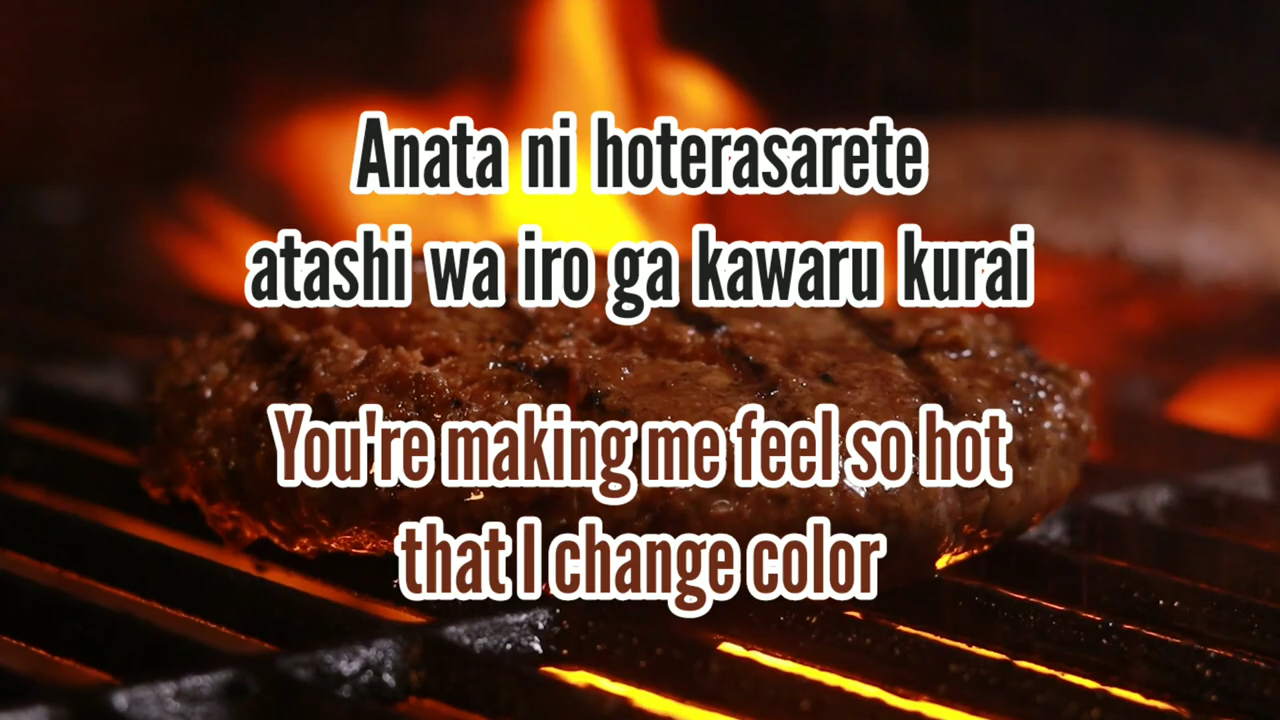 Anata ni hoterasarete
atashi wa iro ga kawaru kurai
You're making me feel so hot
that I change color